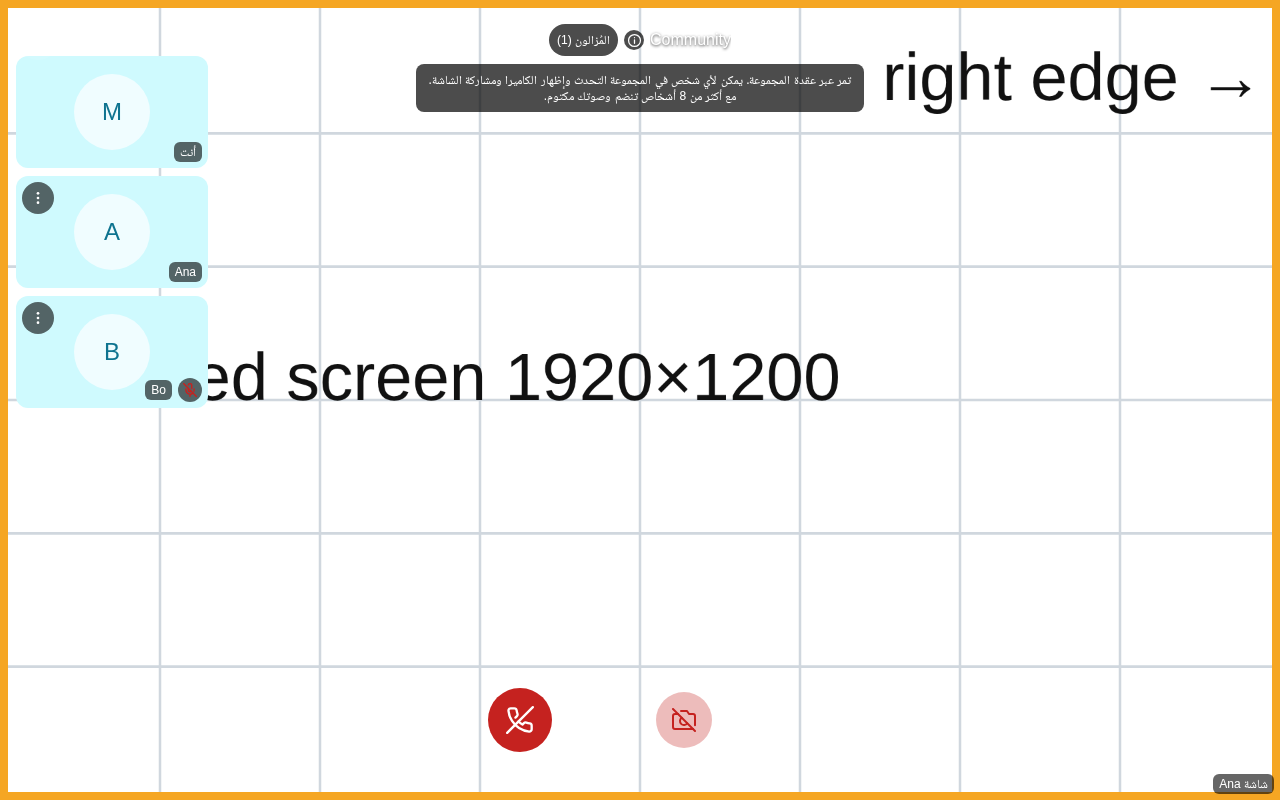 Community
المُزالون (1)
تمر عبر عقدة المجموعة. يمكن لأي شخص في المجموعة التحدث وإظهار الكاميرا ومشاركة الشاشة.
مع أكثر من 8 أشخاص تنضم وصوتك مكتوم.
right edge →
M
أنت
A
Ana
B
Bo
ed screen 1920×1200
شاشة Ana